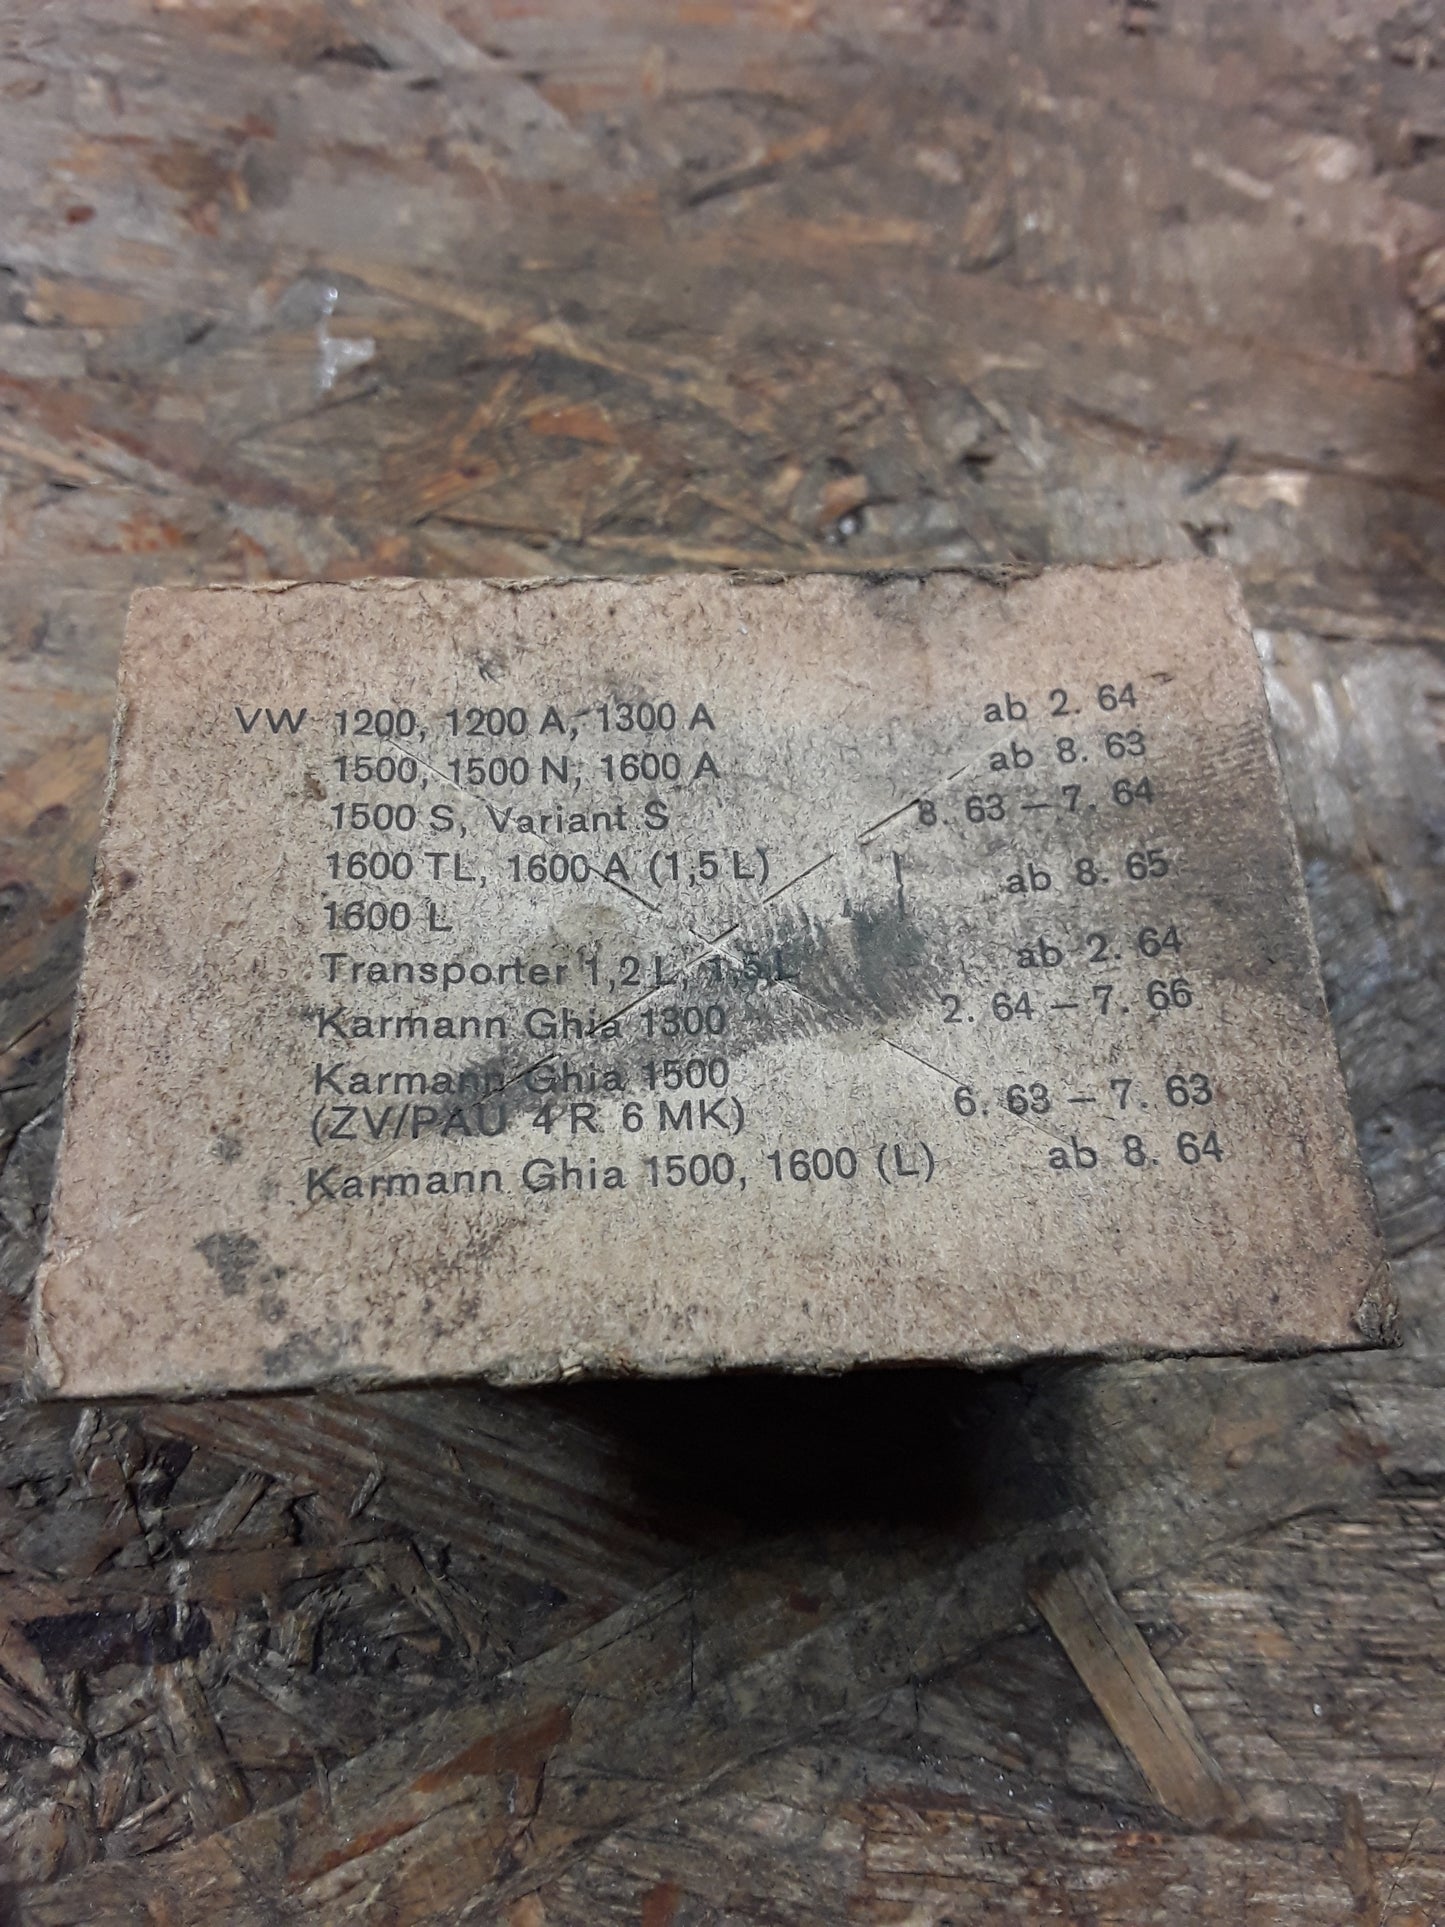 VW 1200, 1200 A, 1300 A ab 2. 64
1500, 1500 N, 1600 A ab 8. 63
1500 S, Variant S 8. 63 – 7. 64
1600 TL, 1600 A (1,5 L)
1600 L ab 8. 65
Transporter 1,2 L, 1,5 L ab 2. 64
Karmann Ghia 1300 2. 64 – 7. 66
Karmann Ghia 1500
(ZV/PAU 4 R 6 MK) 6. 63 – 7. 63
Karmann Ghia 1500, 1600 (L) ab 8. 64